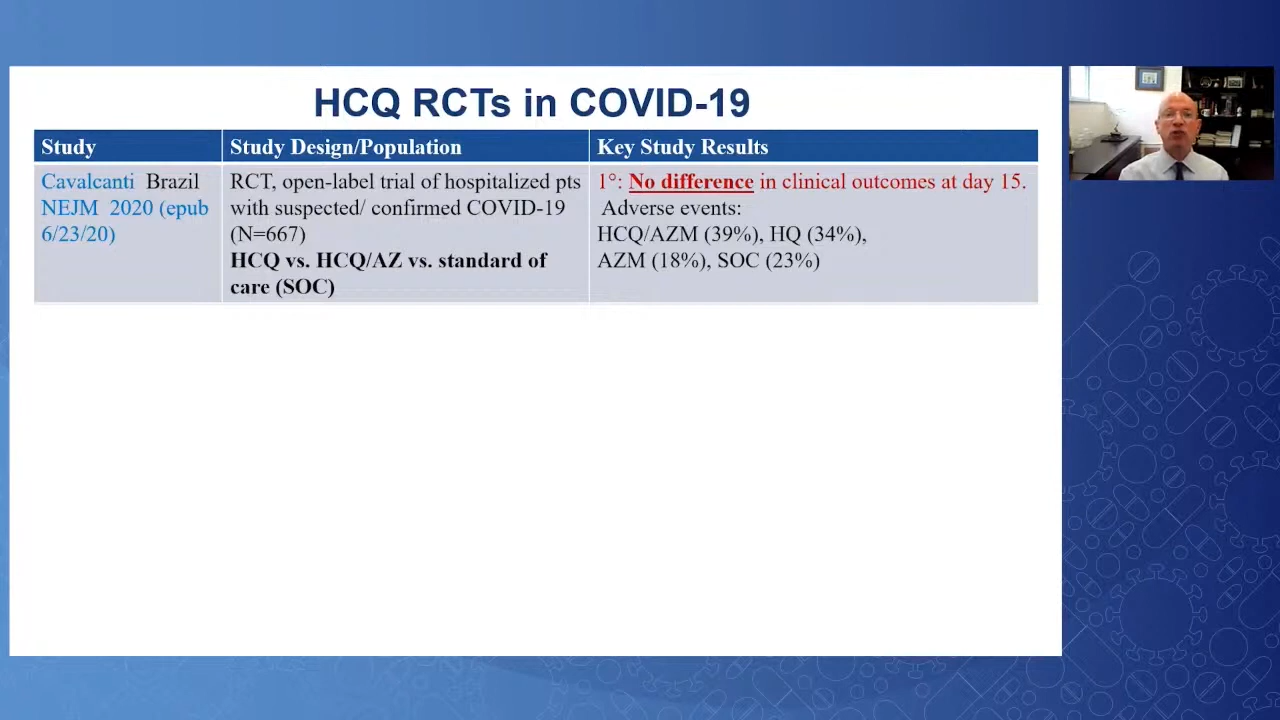 HCQ RCTs in COVID-19
Study
Study Design/Population
Key Study Results
Cavalcanti Brazil
NEJM 2020 (epub
6/23/20)
RCT, open-label trial of hospitalized pts
with suspected/ confirmed COVID-19
(N=667)
HCQ vs. HCQ/AZ vs. standard of
care (SOC)
1°: No difference in clinical outcomes at day 15.
Adverse events:
HCQ/AZM (39%), HQ (34%),
AZM (18%), SOC (23%)